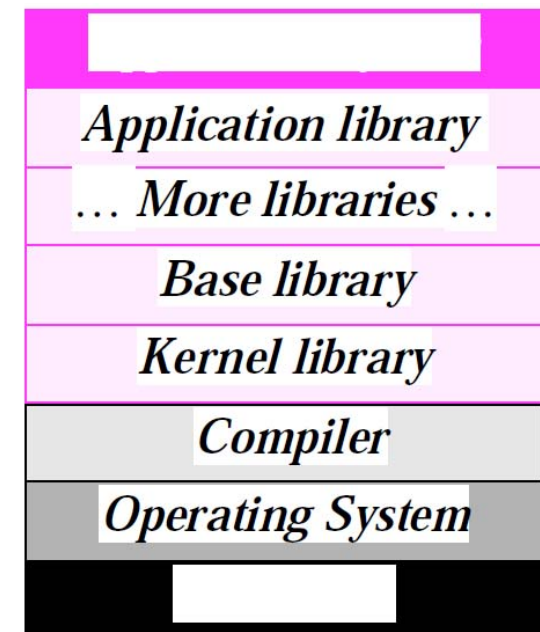 Application library
… More libraries …
Base library
Kernel library
Compiler
Operating System